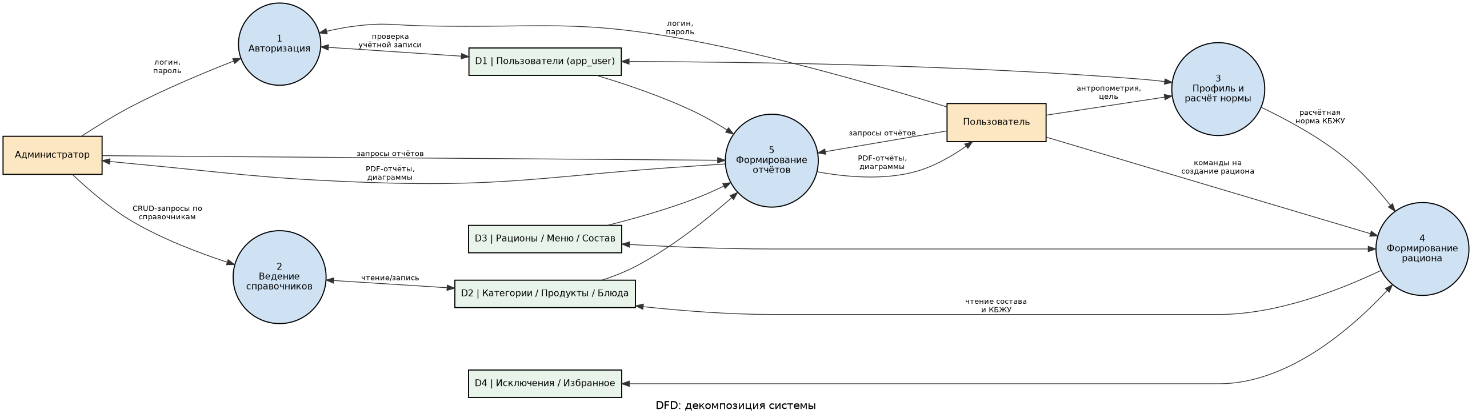 1
Авторизация
логин,
пароль
проверка
учётной записи
D1 | Пользователи (app_user)
логин,
пароль
Администратор
запросы отчётов
PDF-отчёты,
диаграммы
CRUD-запросы по
справочникам
2
Ведение
справочников
чтение/запись
D3 | Рационы / Меню / Состав
D2 | Категории / Продукты / Блюда
D4 | Исключения / Избранное
5
Формирование
отчётов
запросы отчётов
PDF-отчёты,
диаграммы
Пользователь
антропометрия,
цель
3
Профиль и
расчёт нормы
расчётная
норма КБЖУ
команды на
создание рациона
4
Формирование
рациона
чтение состава
и КБЖУ
DFD: декомпозиция системы